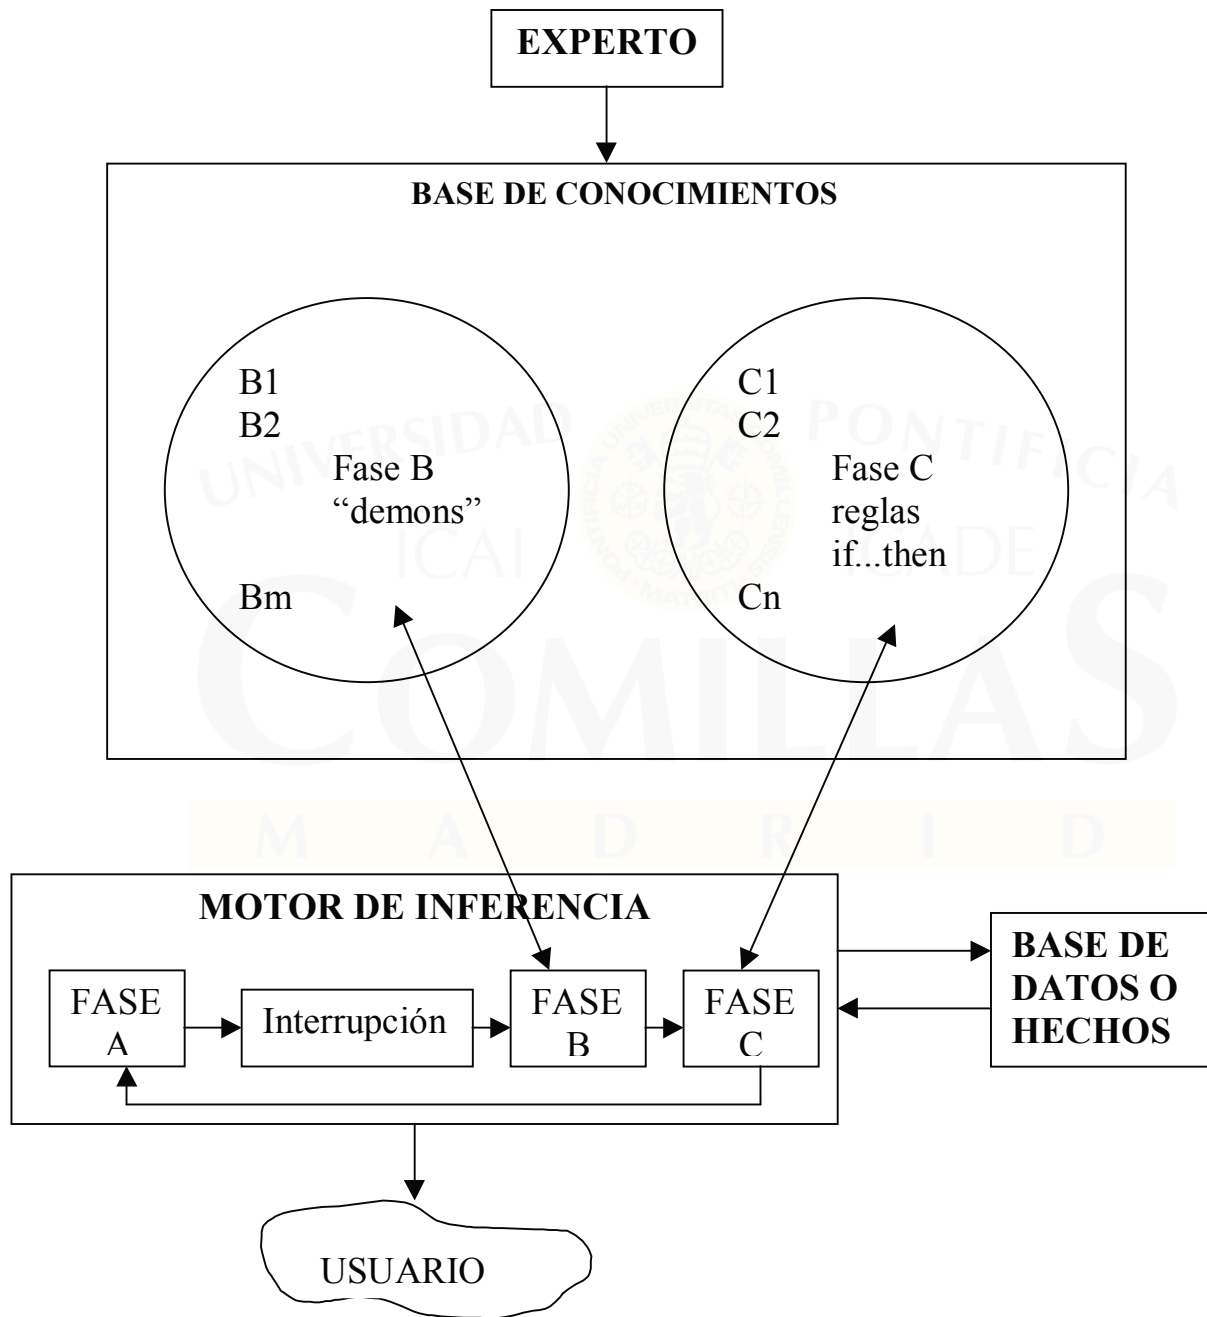 EXPERTO
BASE DE CONOCIMIENTOS
B1
B2
Fase B
“demons”
Bm
C1
C2
Fase C
reglas
if...then
Cn
UNIVERSIDAD
PONTIFICIA
ICAI
ICADE
COMILLAS
MADRID
MOTOR DE INFERENCIA
FASE
A
Interrupción
FASE
B
FASE
C
BASE DE
DATOS O
HECHOS
USUARIO